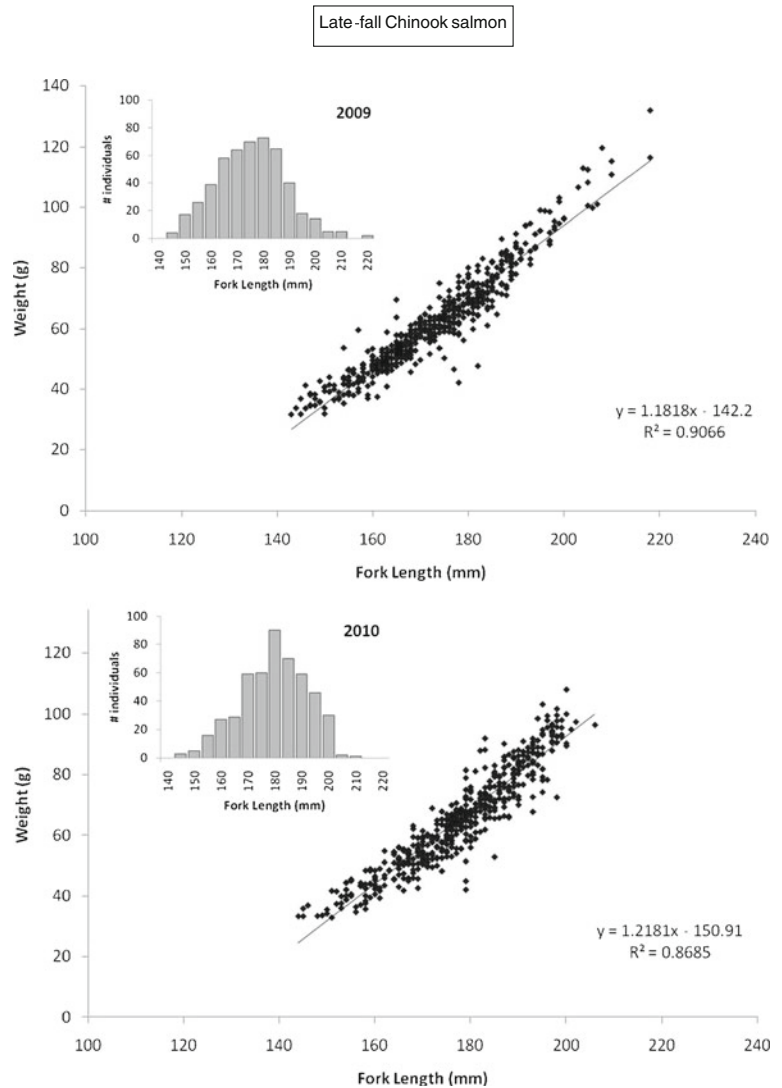 Late-fall Chinook salmon
140
120
100
80
60
40
20
0
Weight (g)
100 120 140 160 180 200 220 240
Fork Length (mm)
2009
100
80
60
40
20
0
# individuals
140 150 160 170 180 190 200 210 220
Fork Length (mm)
y = 1.1818x - 142.2
R² = 0.9066
120
100
80
60
40
20
0
Weight (g)
100 120 140 160 180 200 220 240
Fork Length (mm)
2010
100
80
60
40
20
0
# individuals
140 150 160 170 180 190 200 210 220
Fork Length (mm)
y = 1.2181x - 150.91
R² = 0.8685